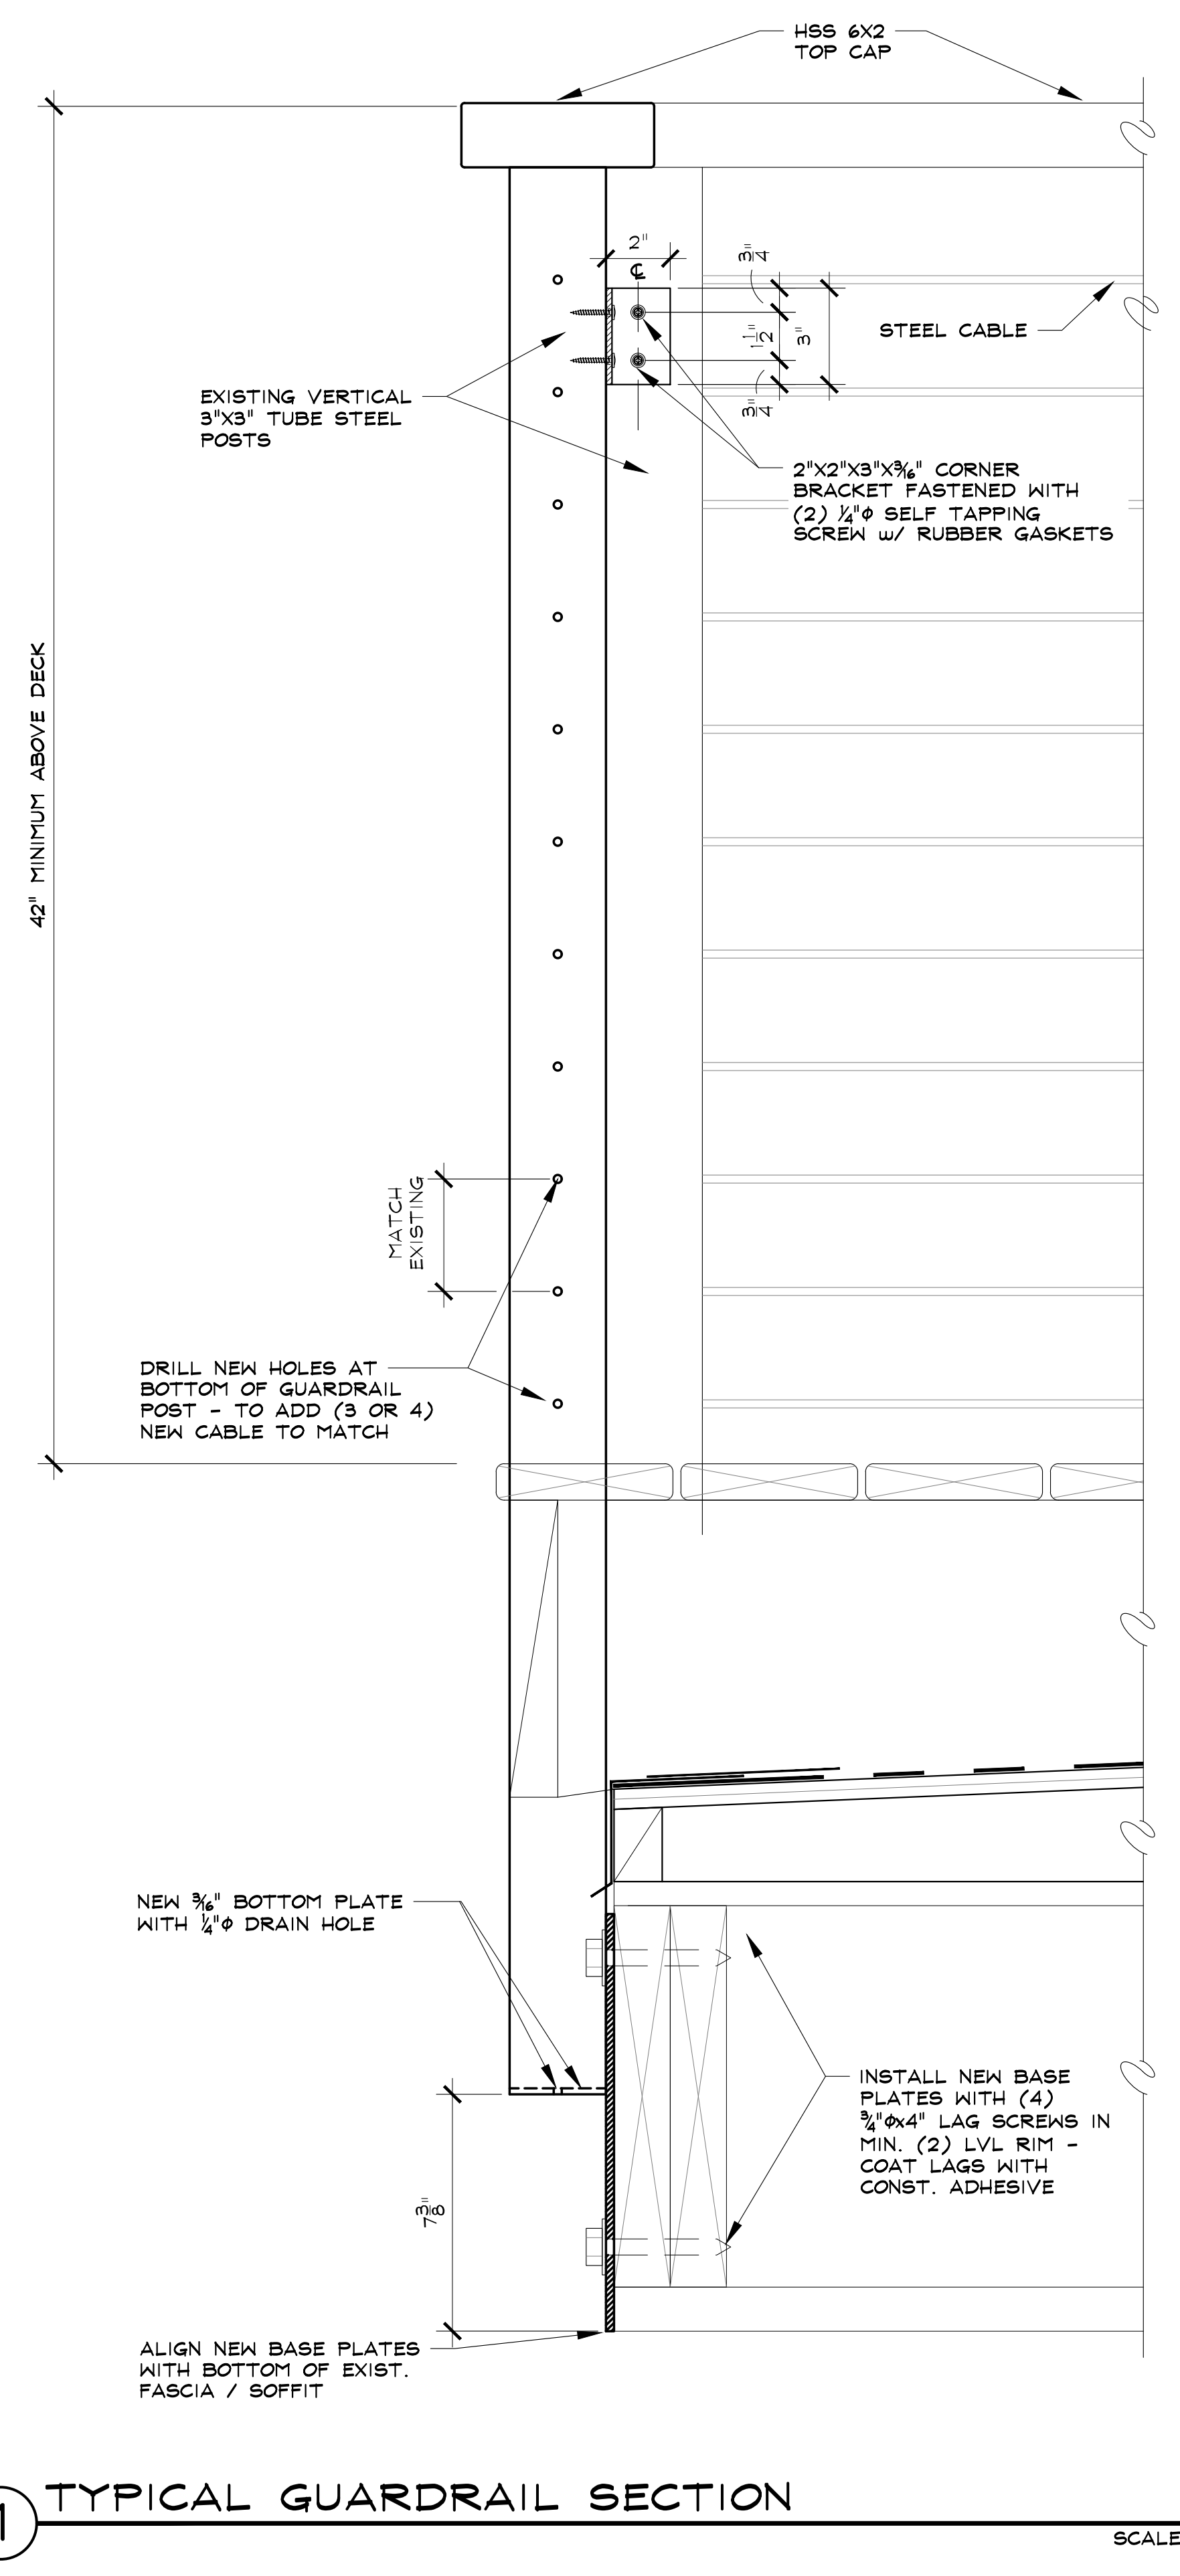 HSS 6X2
TOP CAP
2"
℄
3/4"
1 1/2"
3"
3/4"
STEEL CABLE
EXISTING VERTICAL
3"X3" TUBE STEEL
POSTS
2"X2"X3"X3/16" CORNER
BRACKET FASTENED WITH
(2) 1/4"φ SELF TAPPING
SCREW w/ RUBBER GASKETS
42" MINIMUM ABOVE DECK
MATCH
EXISTING
DRILL NEW HOLES AT
BOTTOM OF GUARDRAIL
POST - TO ADD (3 OR 4)
NEW CABLE TO MATCH
NEW 3/16" BOTTOM PLATE
WITH 1/4"φ DRAIN HOLE
INSTALL NEW BASE
PLATES WITH (4)
3/4"φx4" LAG SCREWS IN
MIN. (2) LVL RIM -
COAT LAGS WITH
CONST. ADHESIVE
7 3/8"
ALIGN NEW BASE PLATES
WITH BOTTOM OF EXIST.
FASCIA / SOFFIT
1
TYPICAL GUARDRAIL SECTION
SCALE